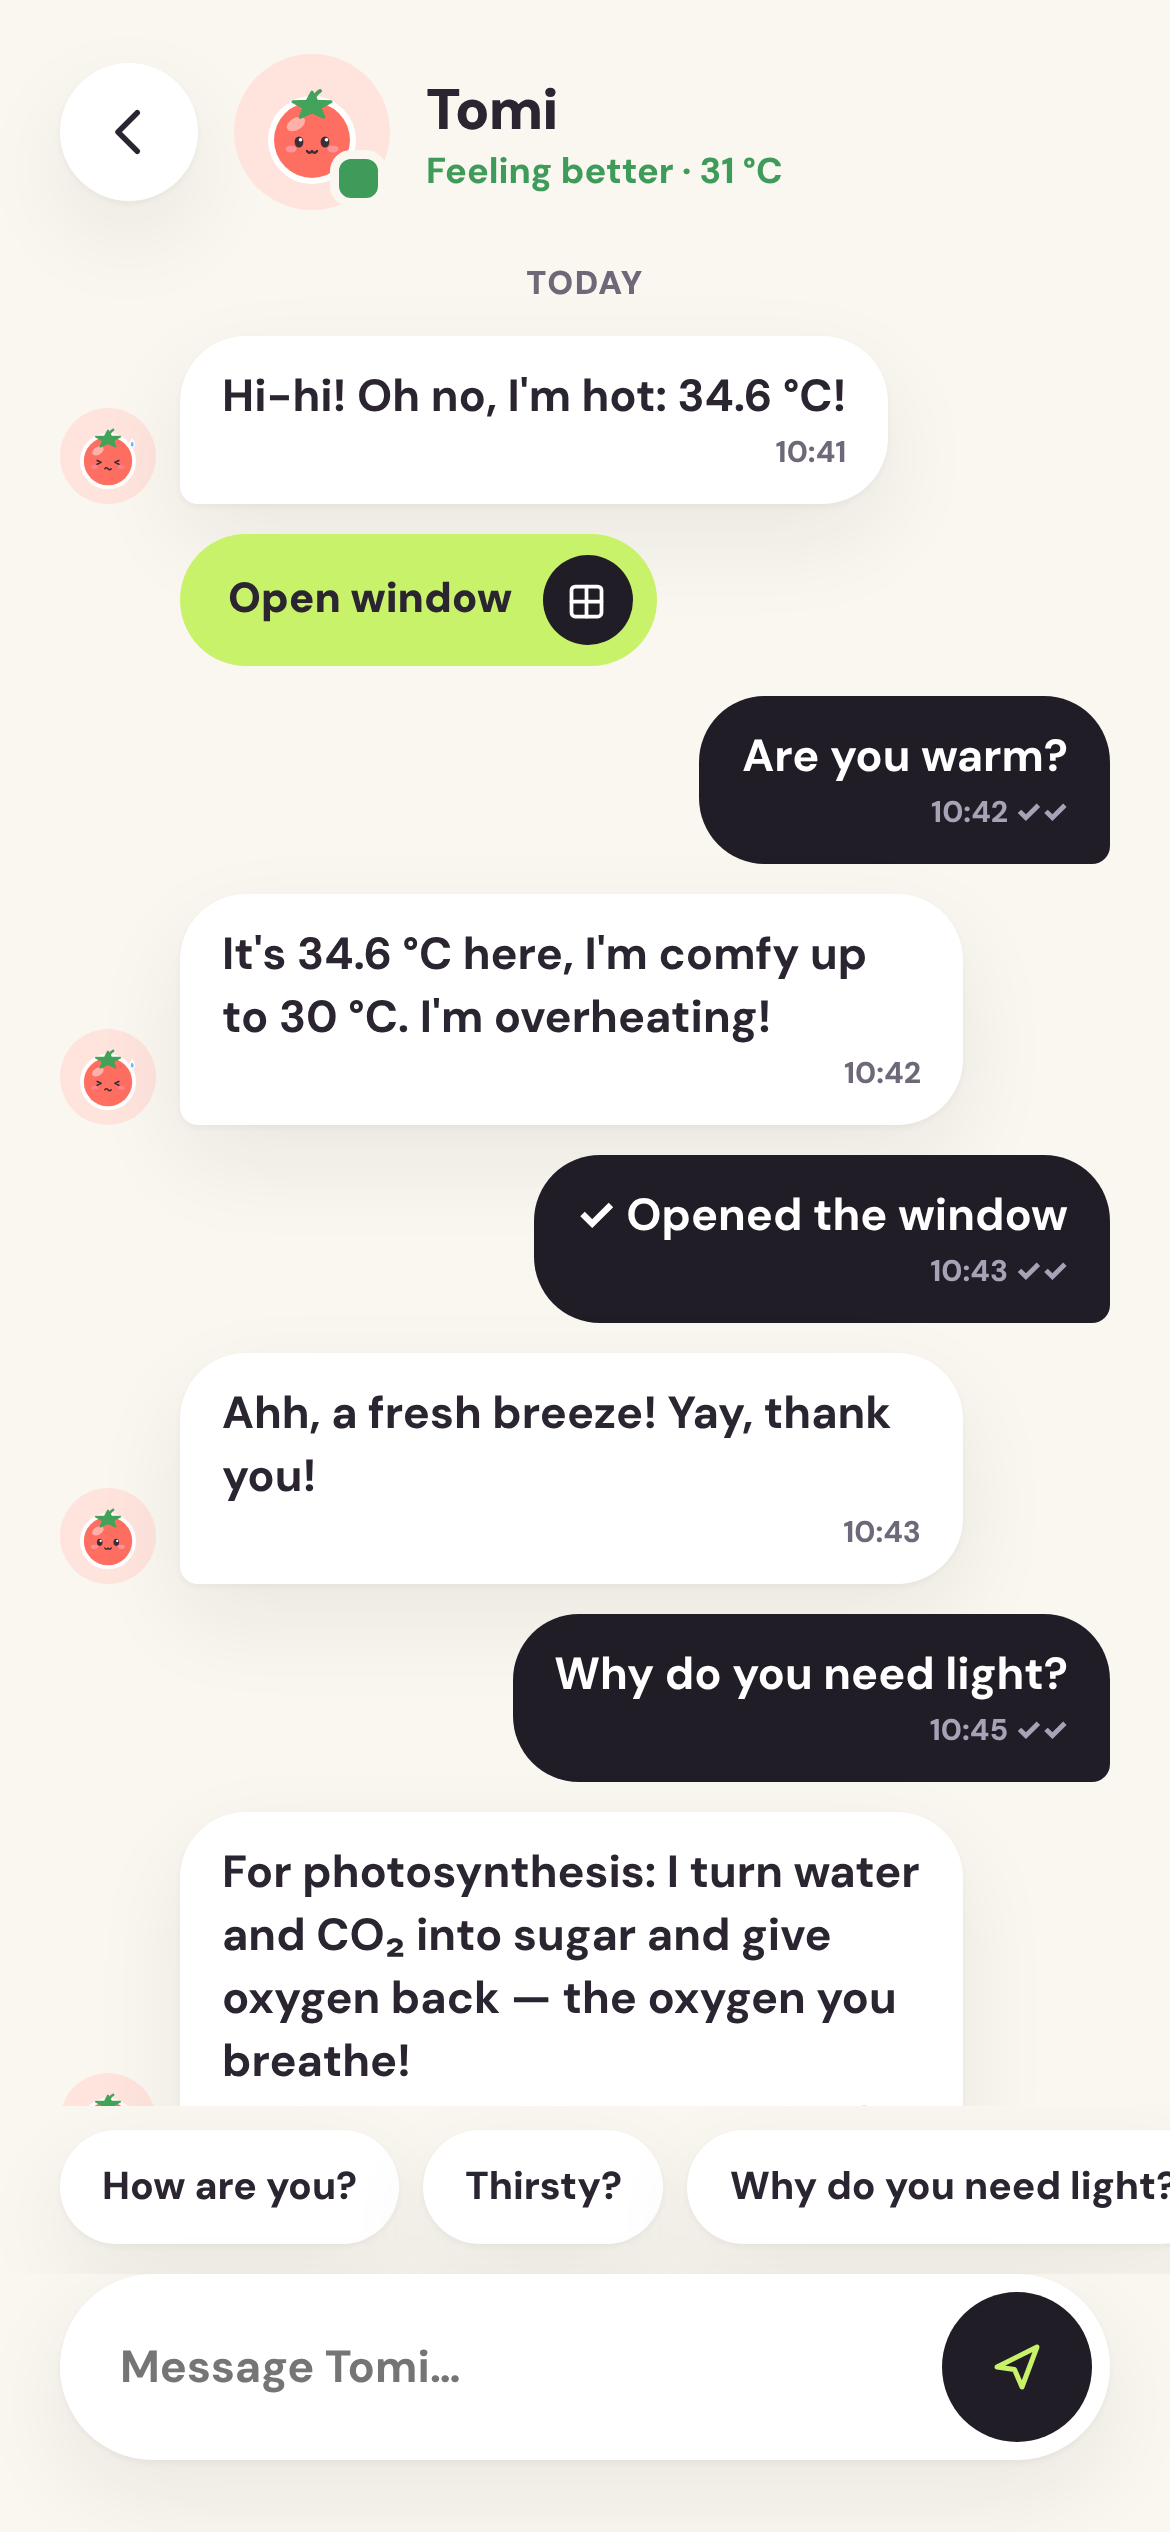 Tomi
Feeling better · 31 °C
TODAY
Hi-hi! Oh no, I'm hot: 34.6 °C!
10:41
Open window
Are you warm?
10:42 ✓✓
It's 34.6 °C here, I'm comfy up
to 30 °C. I'm overheating!
10:42
✓ Opened the window
10:43 ✓✓
Ahh, a fresh breeze! Yay, thank
you!
10:43
Why do you need light?
10:45 ✓✓
For photosynthesis: I turn water
and CO₂ into sugar and give
oxygen back — the oxygen you
breathe!
How are you?
Thirsty?
Why do you need light?
Message Tomi...